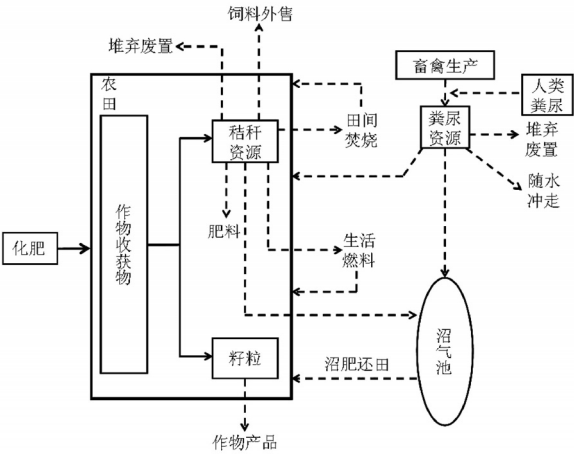 饲料外售
堆弃废置
畜禽生产
农
田
人类
粪尿
田间
焚烧
秸秆
资源
粪尿
资源
堆弃
废置
随水
冲走
作物收获物
肥料
生活
燃料
化肥
沼气池
籽粒
沼肥还田
作物产品